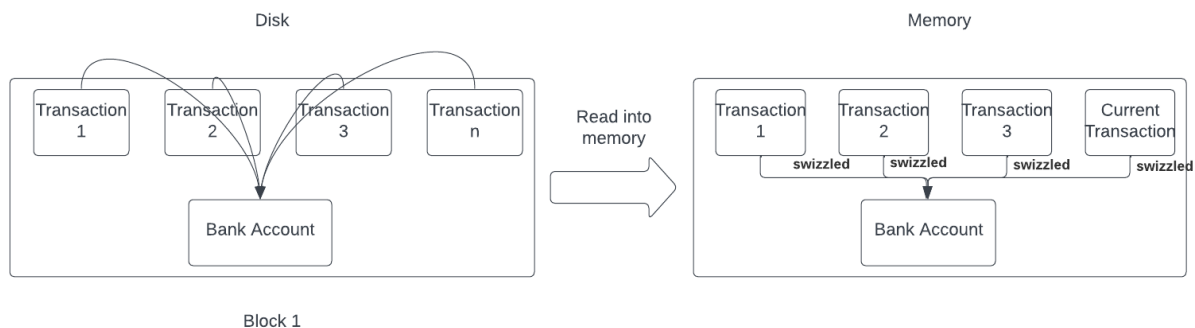 Disk
Memory
Transaction
1
Transaction
2
Transaction
3
Transaction
n
Bank Account
Block 1
Read into
memory
Transaction
1
Transaction
2
Transaction
3
Current
Transaction
swizzled
swizzled
swizzled
swizzled
Bank Account